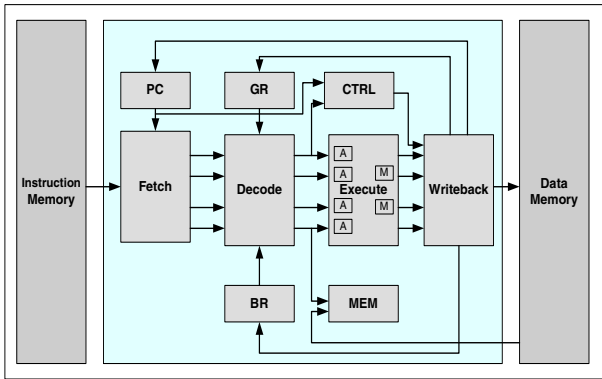 PC
GR
CTRL
Instruction
Memory
Fetch
Decode
Execute
A
A
A
A
M
M
Writeback
Data
Memory
BR
MEM